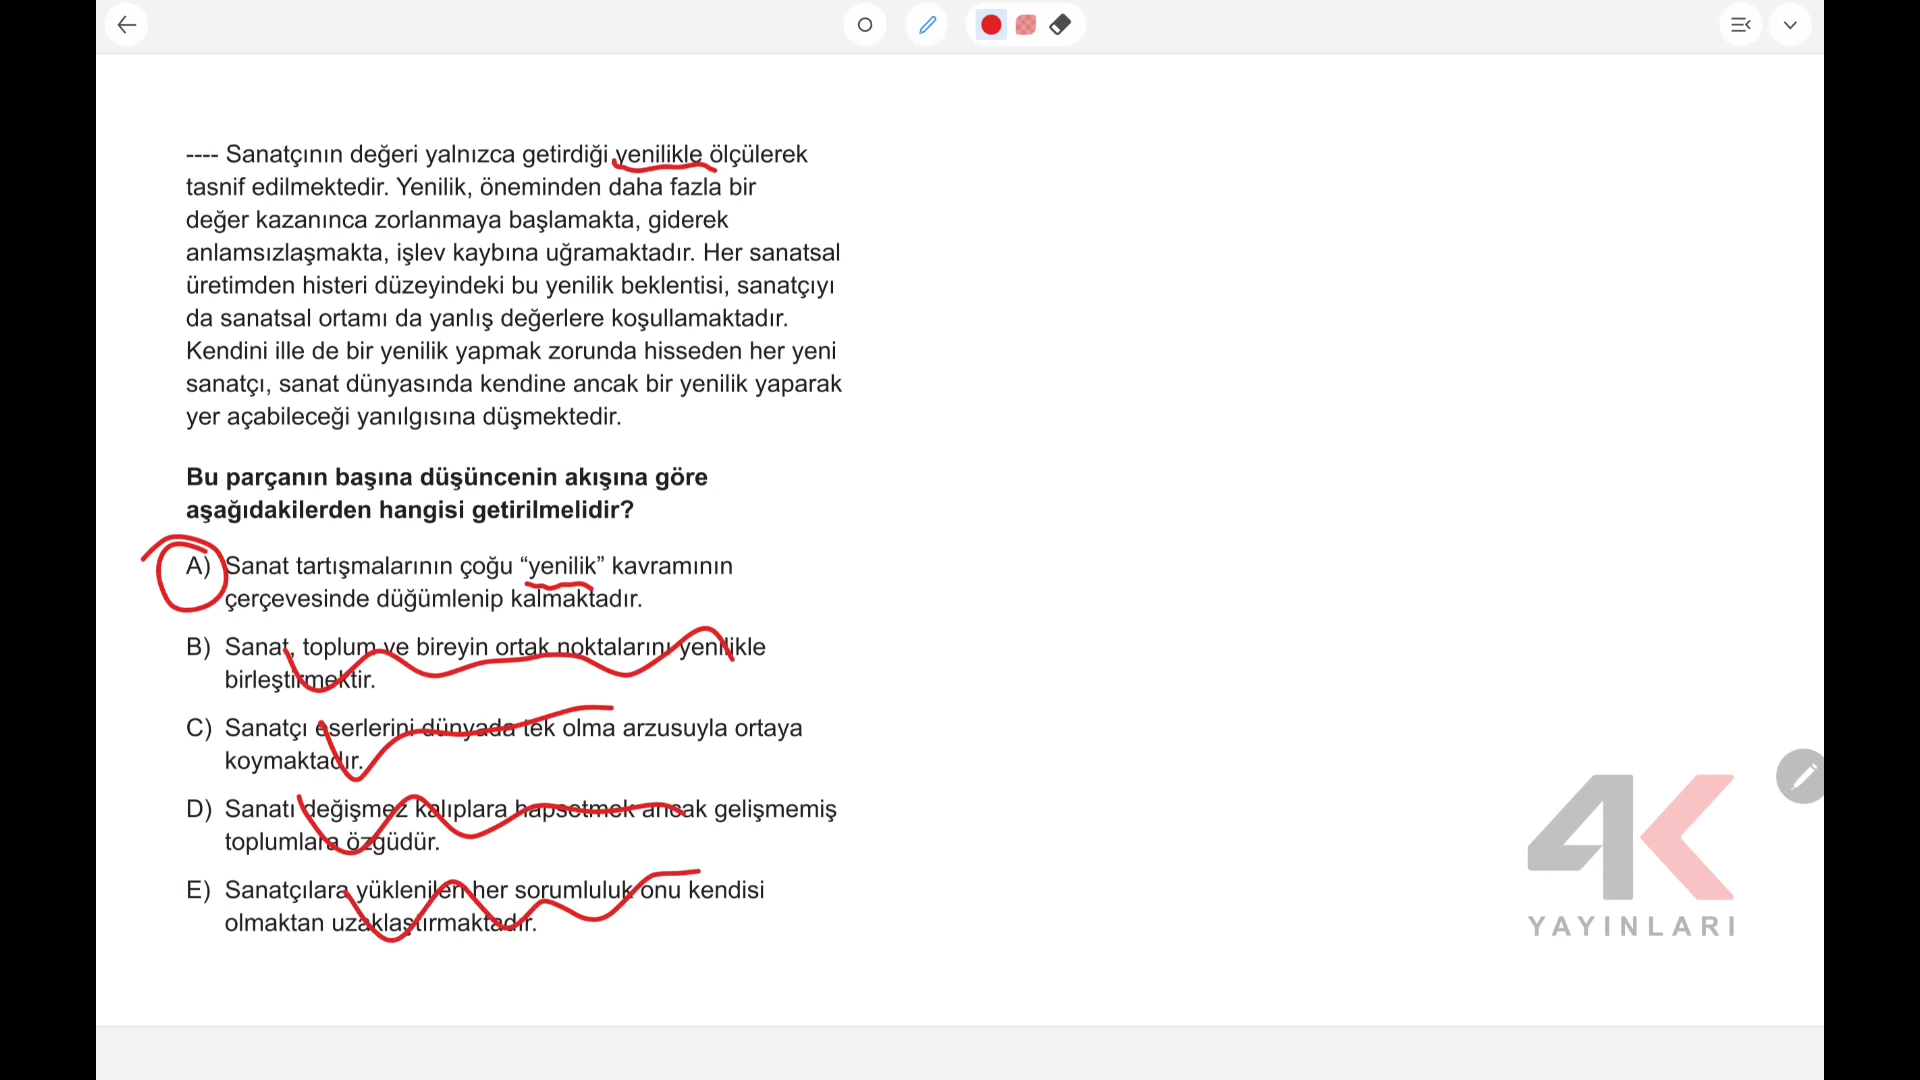 ---- Sanatçının değeri yalnızca getirdiği yenilikle ölçülerek
tasnif edilmektedir. Yenilik, öneminden daha fazla bir
değer kazanınca zorlanmaya başlamakta, giderek
anlamsızlaşmakta, işlev kaybına uğramaktadır. Her sanatsal
üretimden histeri düzeyindeki bu yenilik beklentisi, sanatçıyı
da sanatsal ortamı da yanlış değerlere koşullamaktadır.
Kendini ille de bir yenilik yapmak zorunda hisseden her yeni
sanatçı, sanat dünyasında kendine ancak bir yenilik yaparak
yer açabileceği yanılgısına düşmektedir.
Bu parçanın başına düşüncenin akışına göre
aşağıdakilerden hangisi getirilmelidir?
A) Sanat tartışmalarının çoğu “yenilik” kavramının
çerçevesinde düğümlenip kalmaktadır.
B) Sanat, toplum ve bireyin ortak noktalarını yenilikle
birleştirmektir.
C) Sanatçı eserlerini dünyada tek olma arzusuyla ortaya
koymaktadır.
D) Sanatı değişmez kalıplara hapsetmek ancak gelişmemiş
toplumlara özgüdür.
E) Sanatçılara yüklenilen her sorumluluk onu kendisi
olmaktan uzaklaştırmaktadır.
4K
YAYINLARI